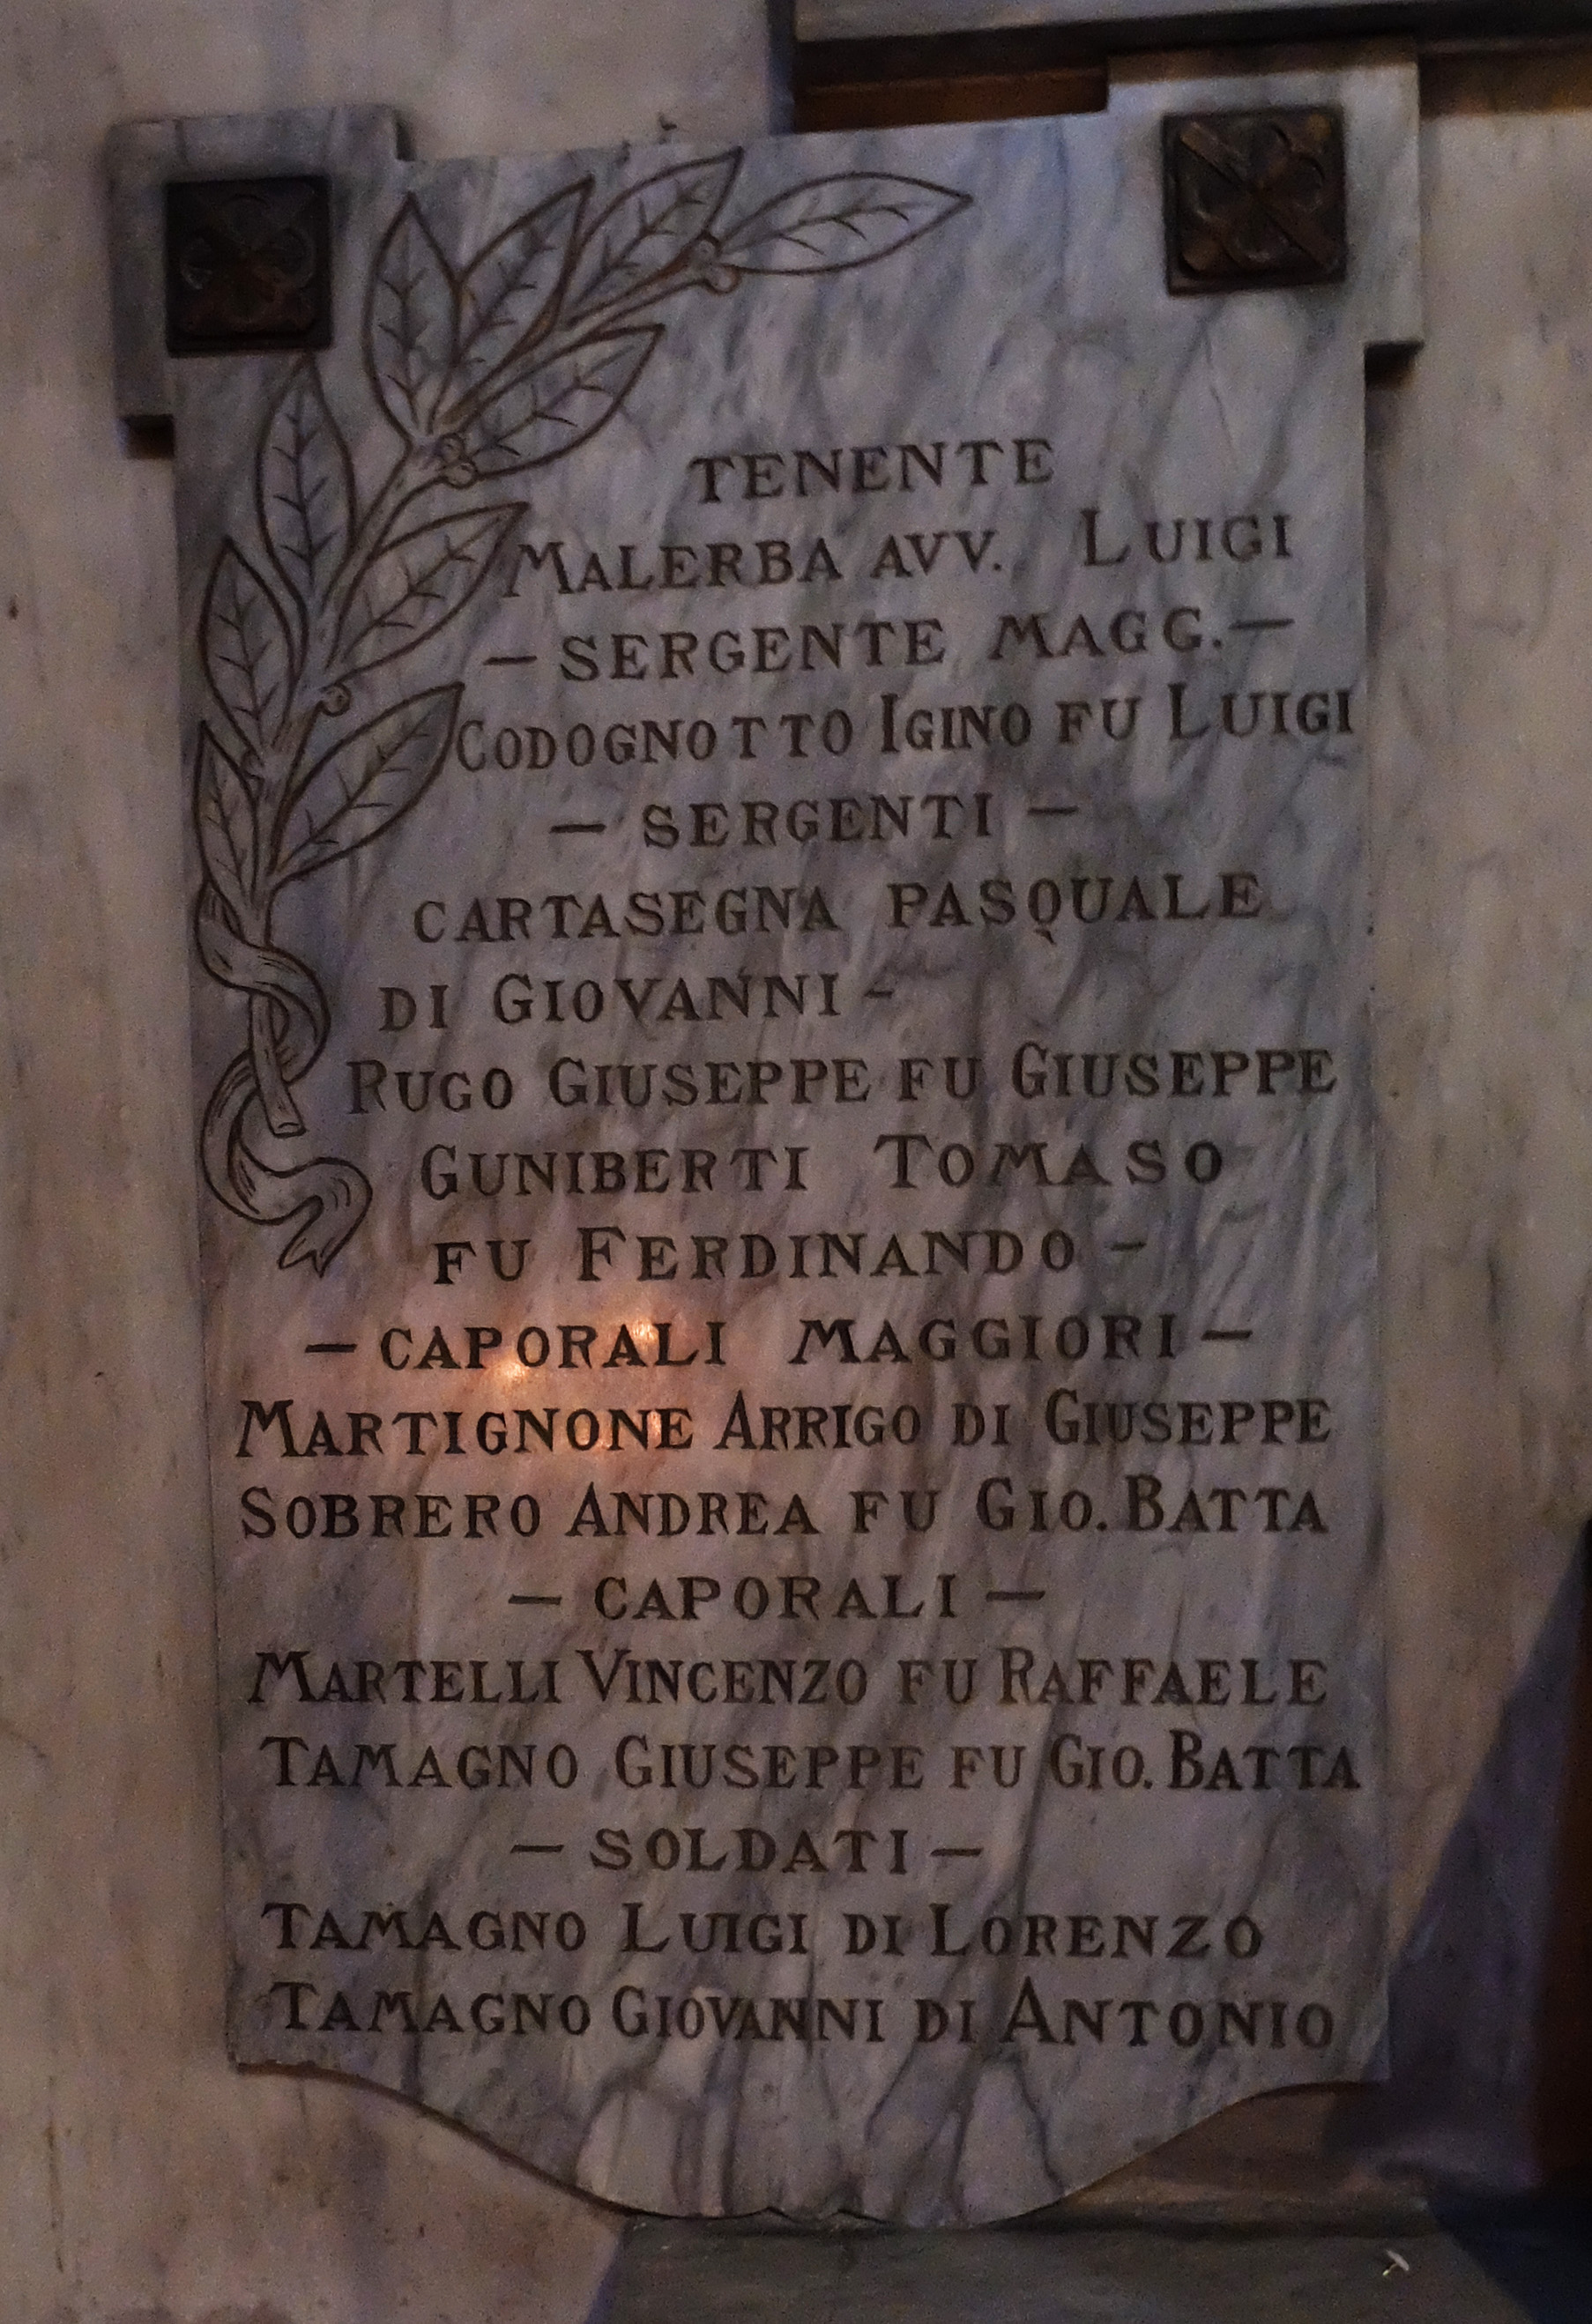 TENENTE
MALERBA AVV. LUIGI
— SERGENTE MAGG. —
CODOGNOTTO IGINO FU LUIGI
— SERGENTI —
CARTASEGNA PASQUALE
DI GIOVANNI -
RUGO GIUSEPPE FU GIUSEPPE
GUNIBERTI TOMASO
FU FERDINANDO -
— CAPORALI MAGGIORI —
MARTIGNONE ARRIGO DI GIUSEPPE
SOBRERO ANDREA FU GIO. BATTA
— CAPORALI —
MARTELLI VINCENZO FU RAFFAELE
TAMAGNO GIUSEPPE FU GIO. BATTA
— SOLDATI —
TAMAGNO LUIGI DI LORENZO
TAMAGNO GIOVANNI DI ANTONIO